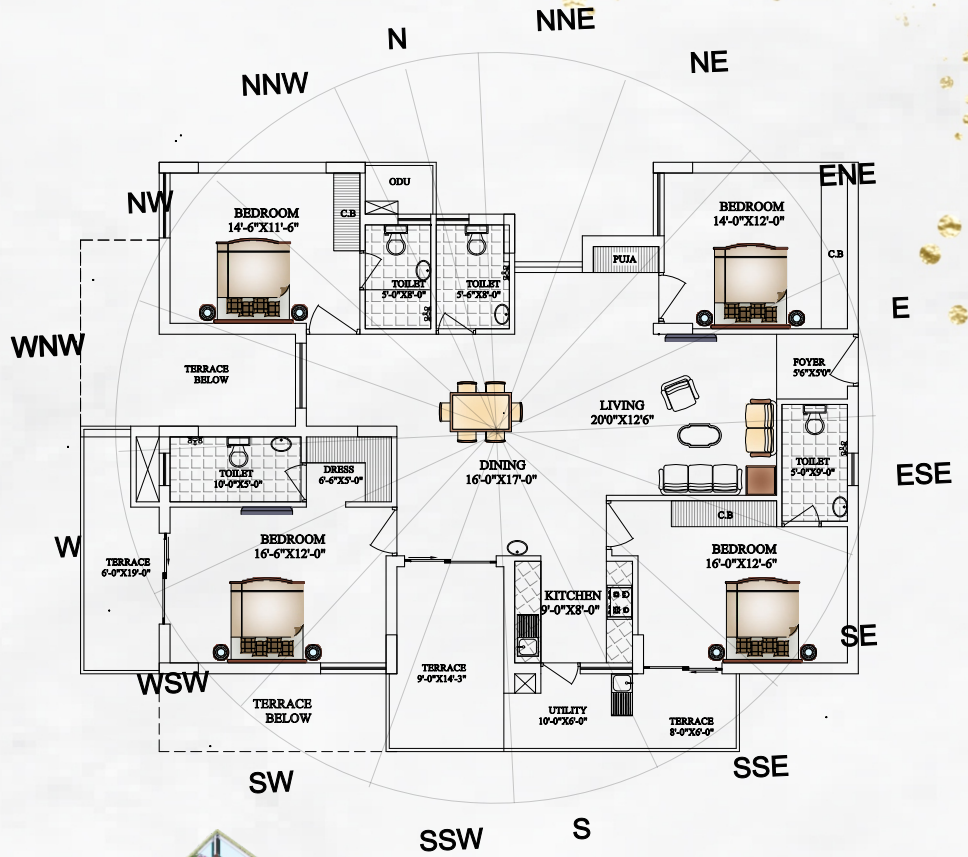 NNE
N
NE
NNW
ENE
NW
ODU
BEDROOM
14'-6"X11'-6"
C.B
BEDROOM
14'-0"X12'-0"
C.B
PUJA
TOILET
5'-0"X8'-0"
TOILET
5'-6"X8'-0"
E
WNW
TERRACE
BELOW
FOYER
5'6"X5'0"
LIVING
20'0"X12'6"
DINING
16'-0"X17'-0"
TOILET
10'-0"X5'-0"
DRESS
6'-6"X5'-0"
TOILET
5'-0"X9'-0"
ESE
C.B
W
TERRACE
6'-0"X19'-0"
BEDROOM
16'-6"X12'-0"
BEDROOM
16'-0"X12'-6"
KITCHEN
9'-0"X8'-0"
SE
TERRACE
9'-0"X14'-3"
WSW
TERRACE
BELOW
UTILITY
10'-0"X6'-0"
TERRACE
8'-0"X6'-0"
SSE
SW
S
SSW